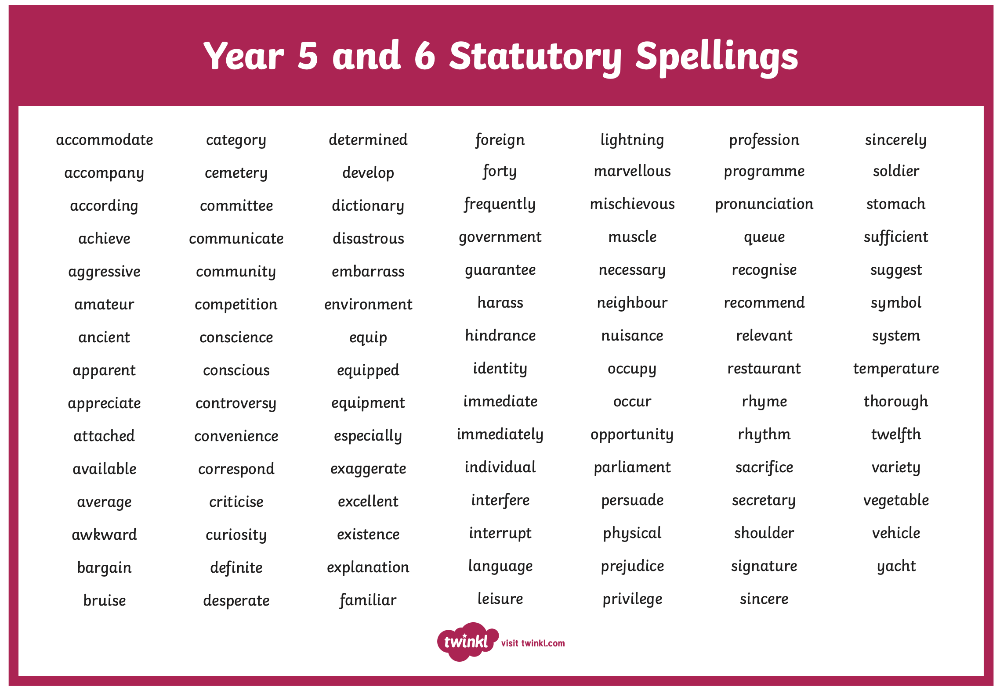 Year 5 and 6 Statutory Spellings
accommodate category determined foreign lightning profession sincerely
accompany cemetery develop forty marvellous programme soldier
according committee dictionary frequently mischievous pronunciation stomach
achieve communicate disastrous government muscle queue sufficient
aggressive community embarrass guarantee necessary recognise suggest
amateur competition environment harass neighbour recommend symbol
ancient conscience equip hindrance nuisance relevant system
apparent conscious equipped identity occupy restaurant temperature
appreciate controversy equipment immediate occur rhyme thorough
attached convenience especially immediately opportunity rhythm twelfth
available correspond exaggerate individual parliament sacrifice variety
average criticise excellent interfere persuade secretary vegetable
awkward curiosity existence interrupt physical shoulder vehicle
bargain definite explanation language prejudice signature yacht
bruise desperate familiar leisure privilege sincere
twinkl visit twinkl.com